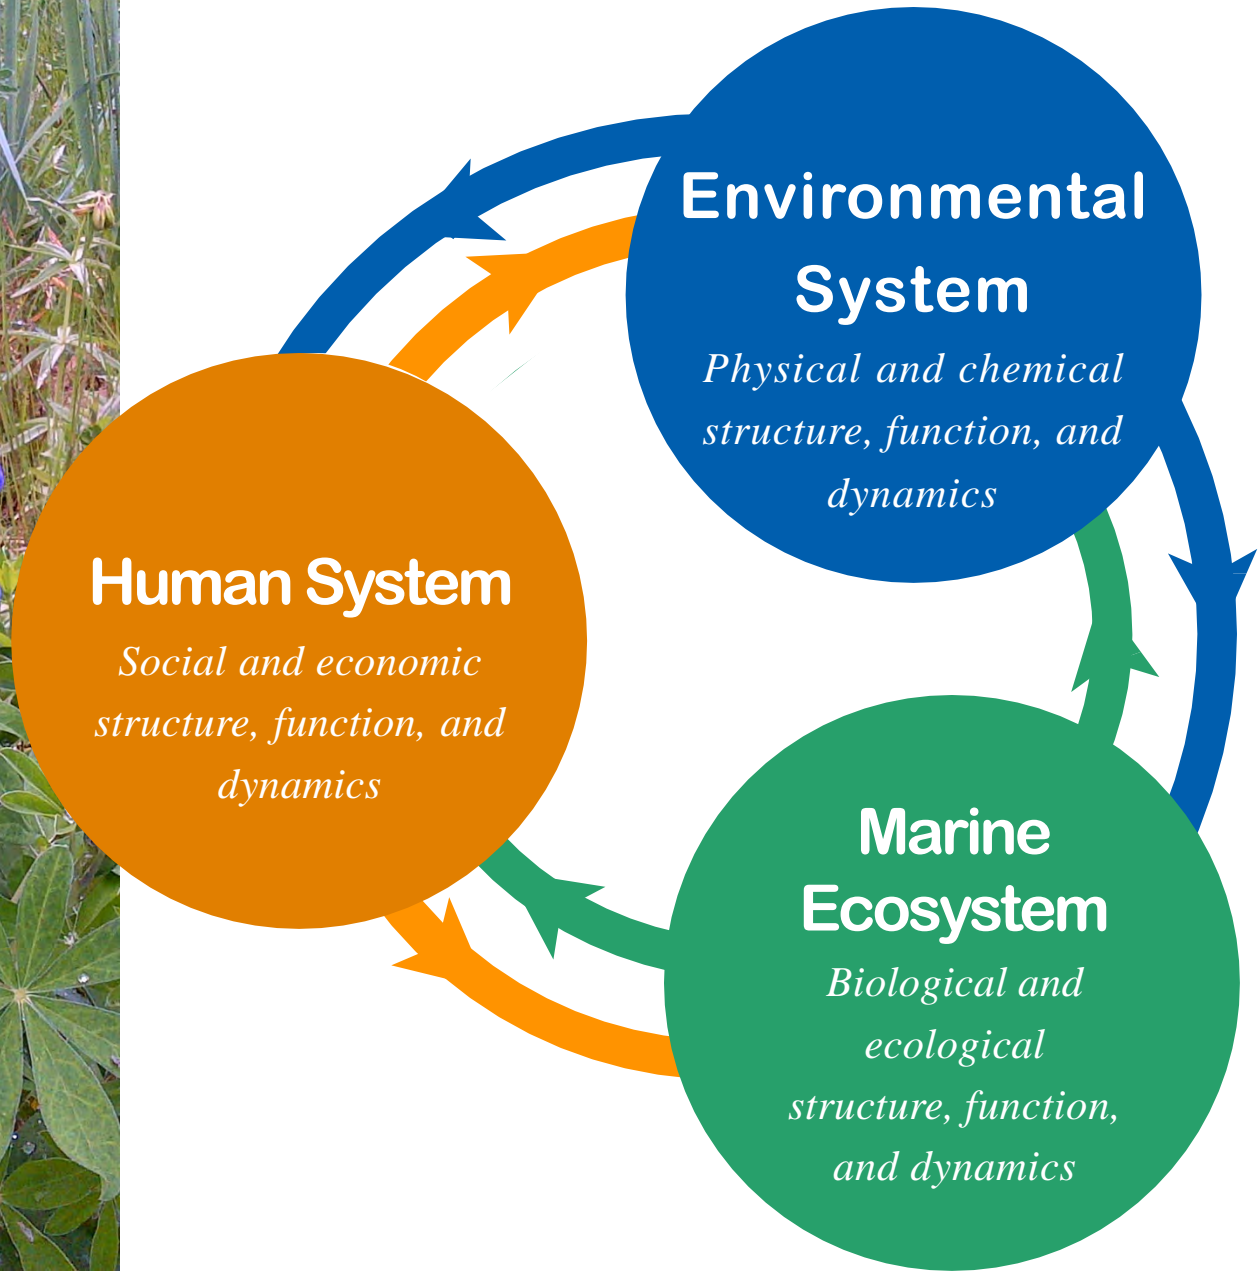 Environmental
System
Physical and chemical
structure, function, and
dynamics
Human System
Social and economic
structure, function, and
dynamics
Marine
Ecosystem
Biological and
ecological
structure, function,
and dynamics